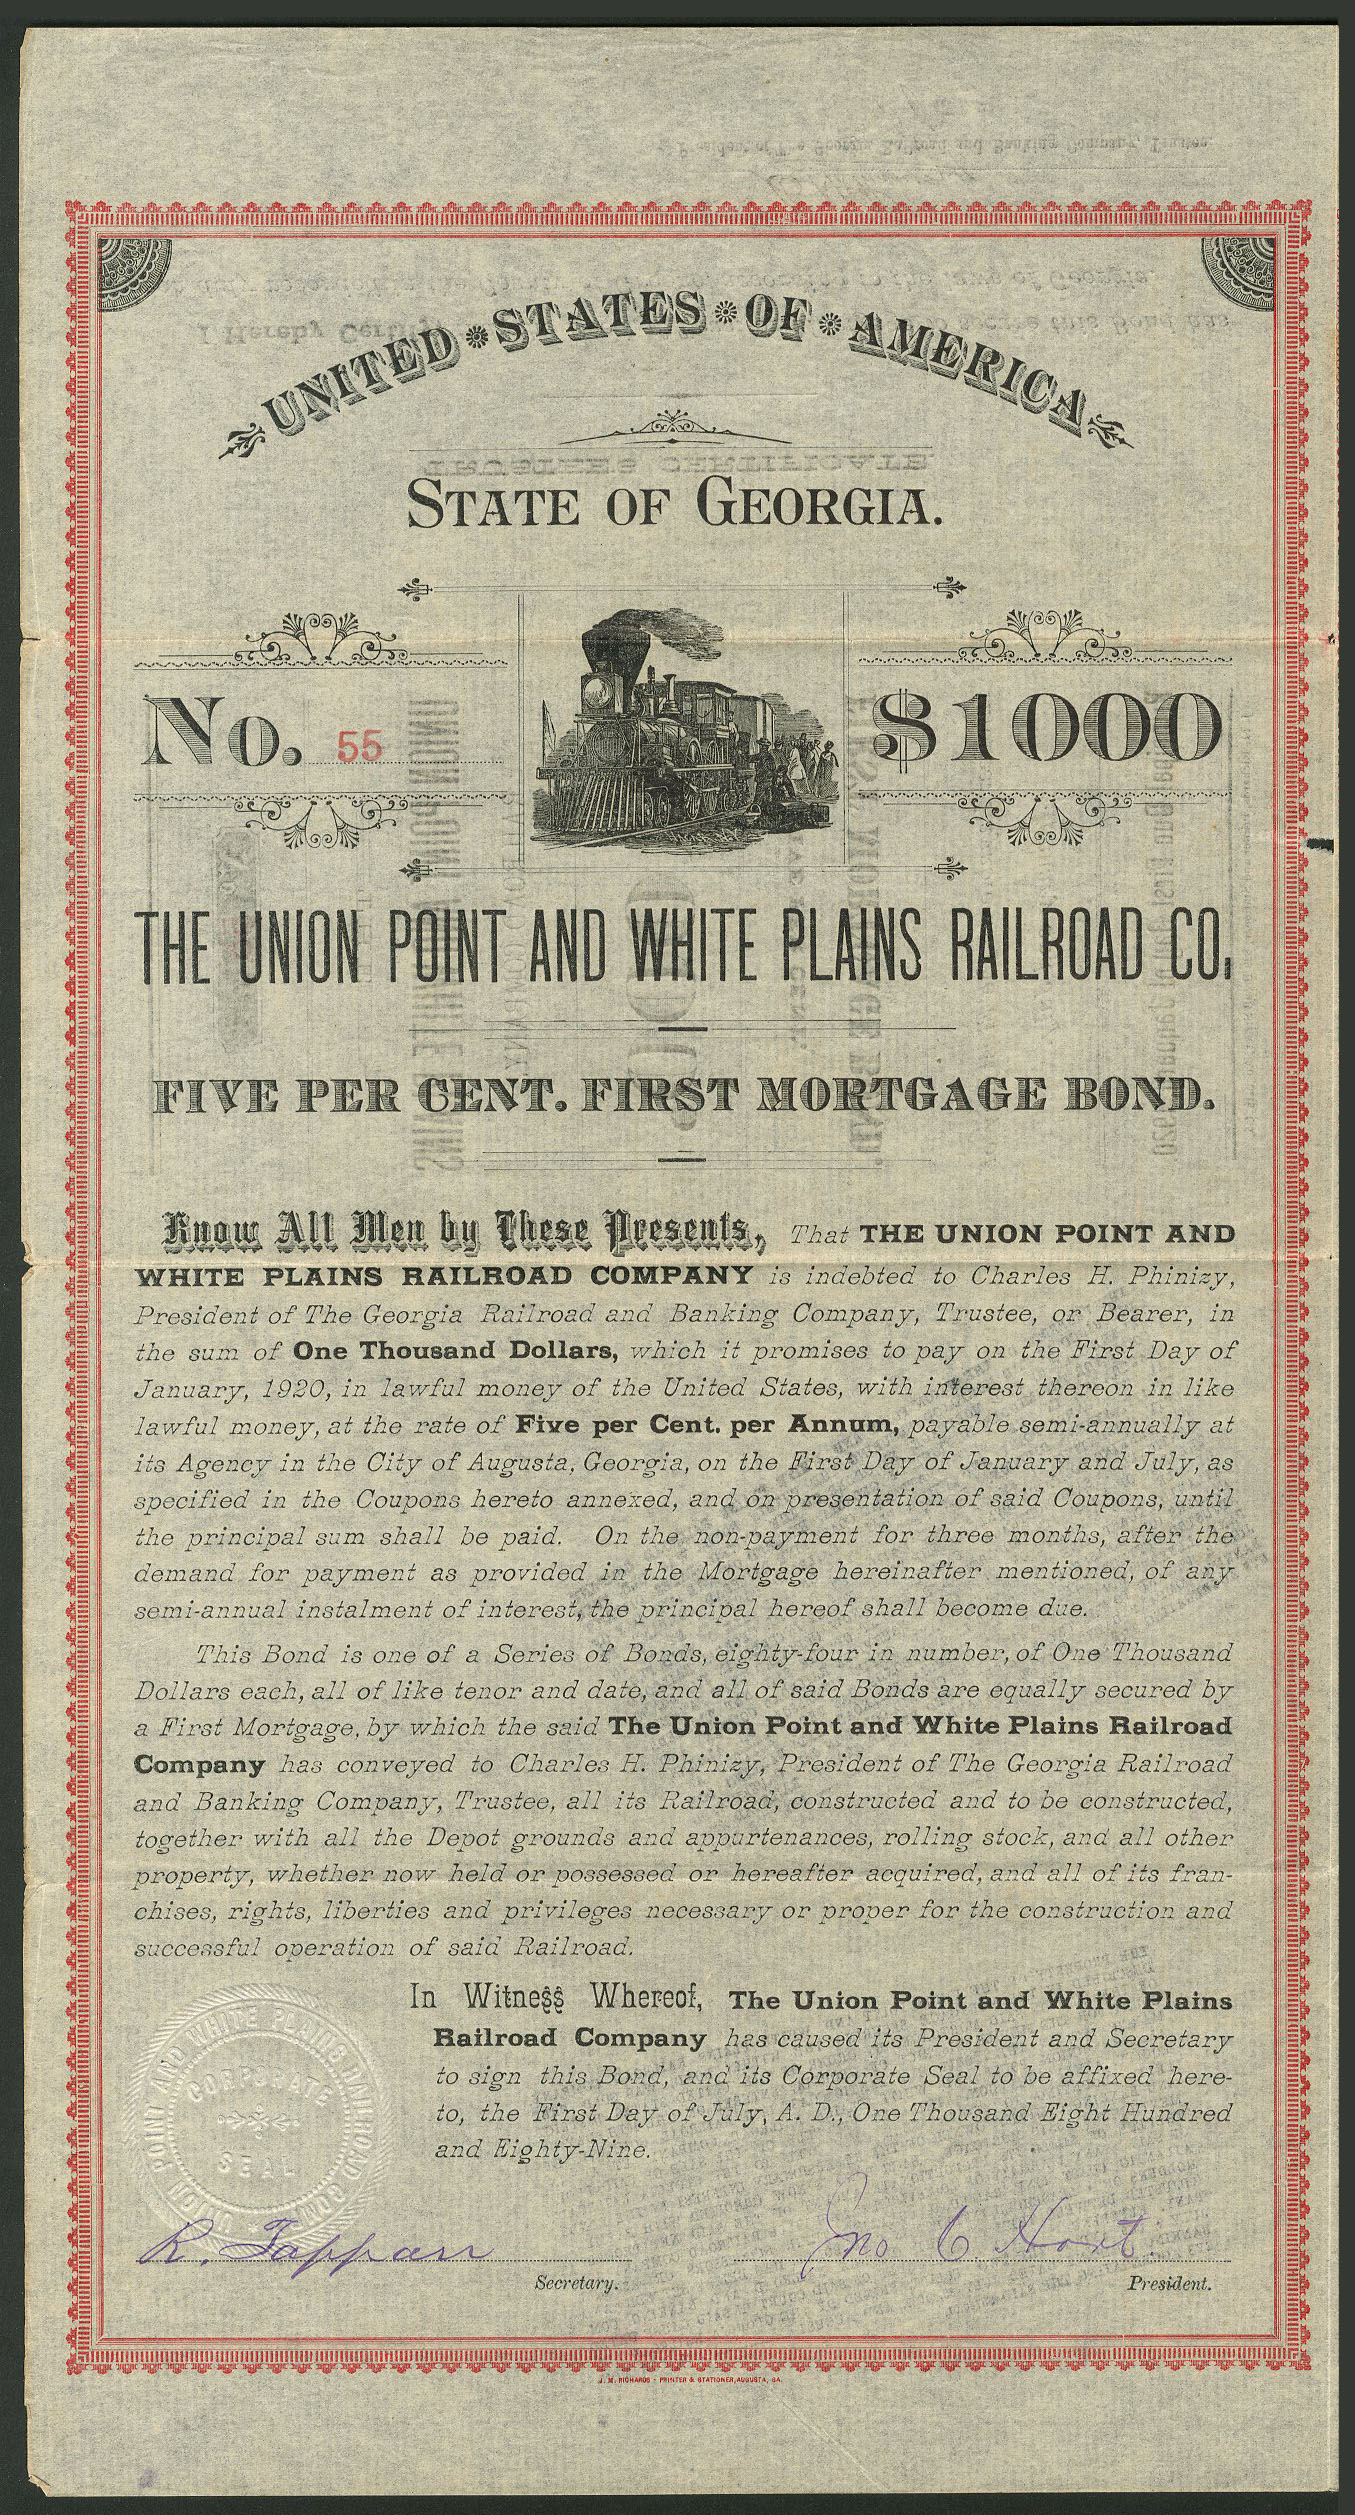 UNITED STATES OF AMERICA
STATE OF GEORGIA.
No. 55
$1000
THE UNION POINT AND WHITE PLAINS RAILROAD CO.
FIVE PER CENT. FIRST MORTGAGE BOND.
Know All Men by These Presents, That THE UNION POINT AND
WHITE PLAINS RAILROAD COMPANY is indebted to Charles H. Phinizy,
President of The Georgia Railroad and Banking Company, Trustee, or Bearer, in
the sum of One Thousand Dollars, which it promises to pay on the First Day of
January, 1920, in lawful money of the United States, with interest thereon in like
lawful money, at the rate of Five per Cent. per Annum, payable semi-annually at
its Agency in the City of Augusta, Georgia, on the First Day of January and July, as
specified in the Coupons hereto annexed, and on presentation of said Coupons, until
the principal sum shall be paid. On the non-payment for three months, after the
demand for payment as provided in the Mortgage hereinafter mentioned, of any
semi-annual instalment of interest, the principal hereof shall become due.
This Bond is one of a Series of Bonds, eighty-four in number, of One Thousand
Dollars each, all of like tenor and date, and all of said Bonds are equally secured by
a First Mortgage, by which the said The Union Point and White Plains Railroad
Company has conveyed to Charles H. Phinizy, President of The Georgia Railroad
and Banking Company, Trustee, all its Railroad, constructed and to be constructed,
together with all the Depot grounds and appurtenances, rolling stock, and all other
property, whether now held or possessed or hereafter acquired, and all of its fran-
chises, rights, liberties and privileges necessary or proper for the construction and
successful operation of said Railroad.
In Witness Whereof, The Union Point and White Plains
Railroad Company has caused its President and Secretary
to sign this Bond, and its Corporate Seal to be affixed here-
to, the First Day of July, A. D., One Thousand Eight Hundred
and Eighty-Nine.
UNION POINT AND WHITE PLAINS RAILROAD COMPANY
CORPORATE
SEAL
R. Tappan
Jno C. Hart.
Secretary.
President.
J. M. RICHARDS - PRINTER & STATIONER, AUGUSTA, GA.